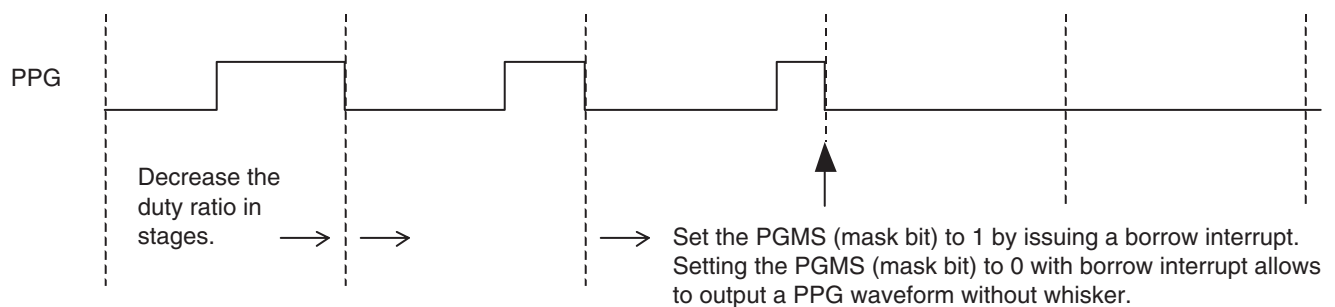 PPG
Decrease the
duty ratio in
stages.
Set the PGMS (mask bit) to 1 by issuing a borrow interrupt.
Setting the PGMS (mask bit) to 0 with borrow interrupt allows
to output a PPG waveform without whisker.